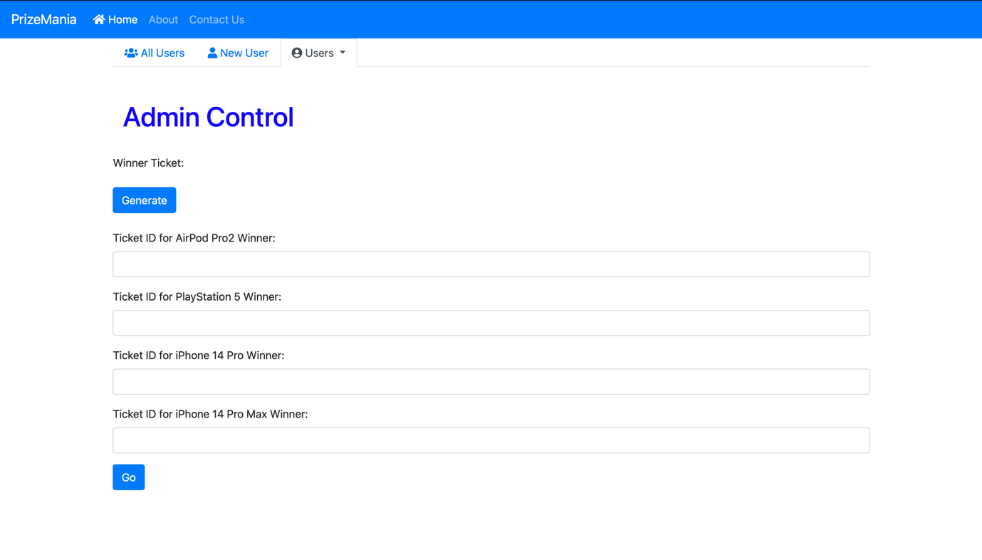 PrizeMania Home About Contact Us
All Users New User Users
Admin Control
Winner Ticket:
Generate
Ticket ID for AirPod Pro2 Winner:
Ticket ID for PlayStation 5 Winner:
Ticket ID for iPhone 14 Pro Winner:
Ticket ID for iPhone 14 Pro Max Winner:
Go